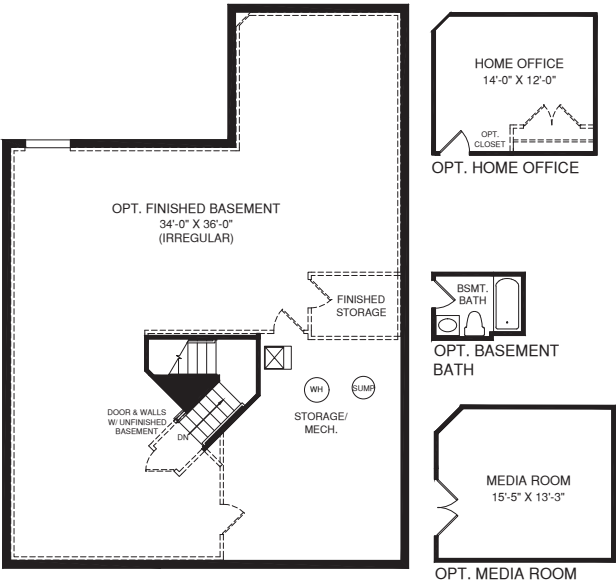 OPT. FINISHED BASEMENT
34'-0" X 36'-0"
(IRREGULAR)
FINISHED
STORAGE
WH
SUMP
STORAGE/
MECH.
DOOR & WALLS
W/ UNFINISHED
BASEMENT
DN
HOME OFFICE
14'-0" X 12'-0"
OPT.
CLOSET
OPT. HOME OFFICE
BSMT.
BATH
OPT. BASEMENT
BATH
MEDIA ROOM
15'-5" X 13'-3"
OPT. MEDIA ROOM